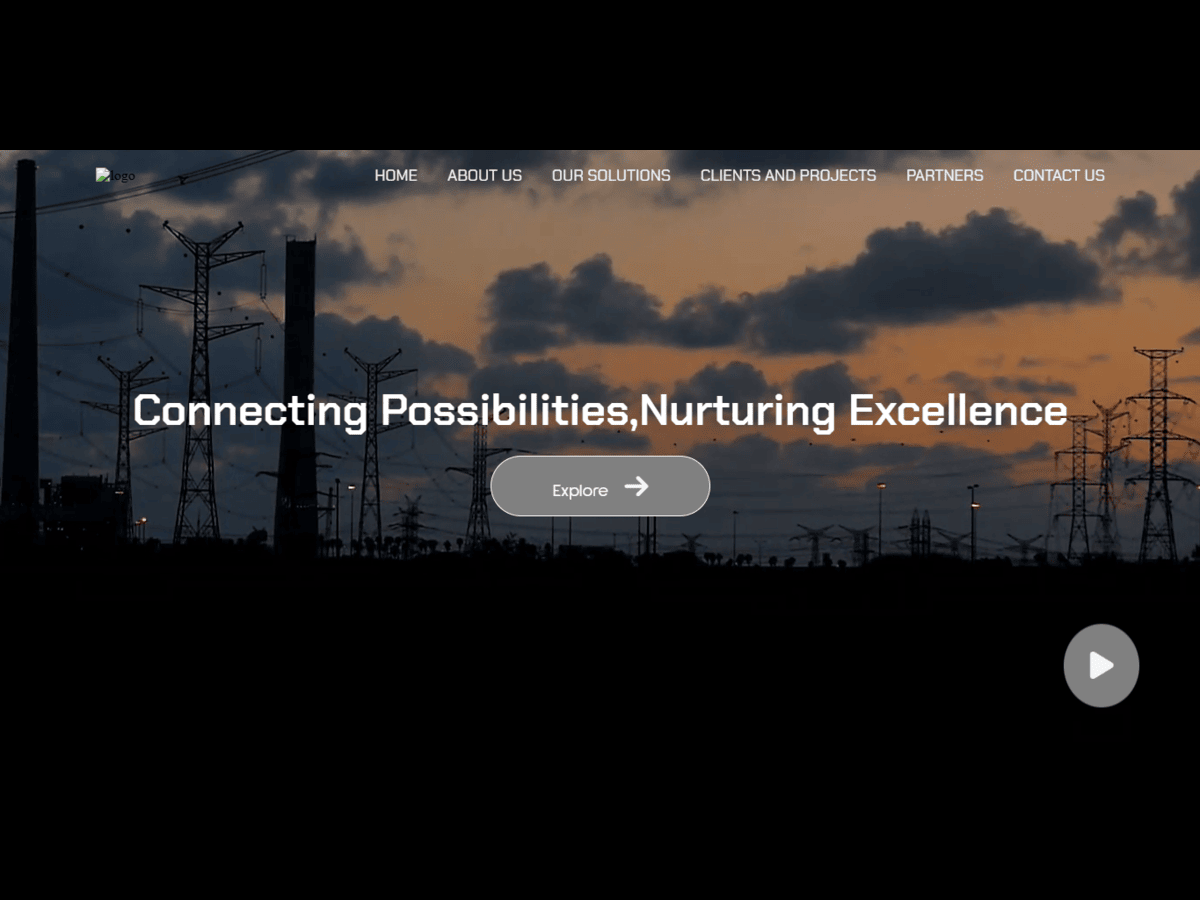 logo
HOME ABOUT US OUR SOLUTIONS CLIENTS AND PROJECTS PARTNERS CONTACT US
Connecting Possibilities,Nurturing Excellence
Explore